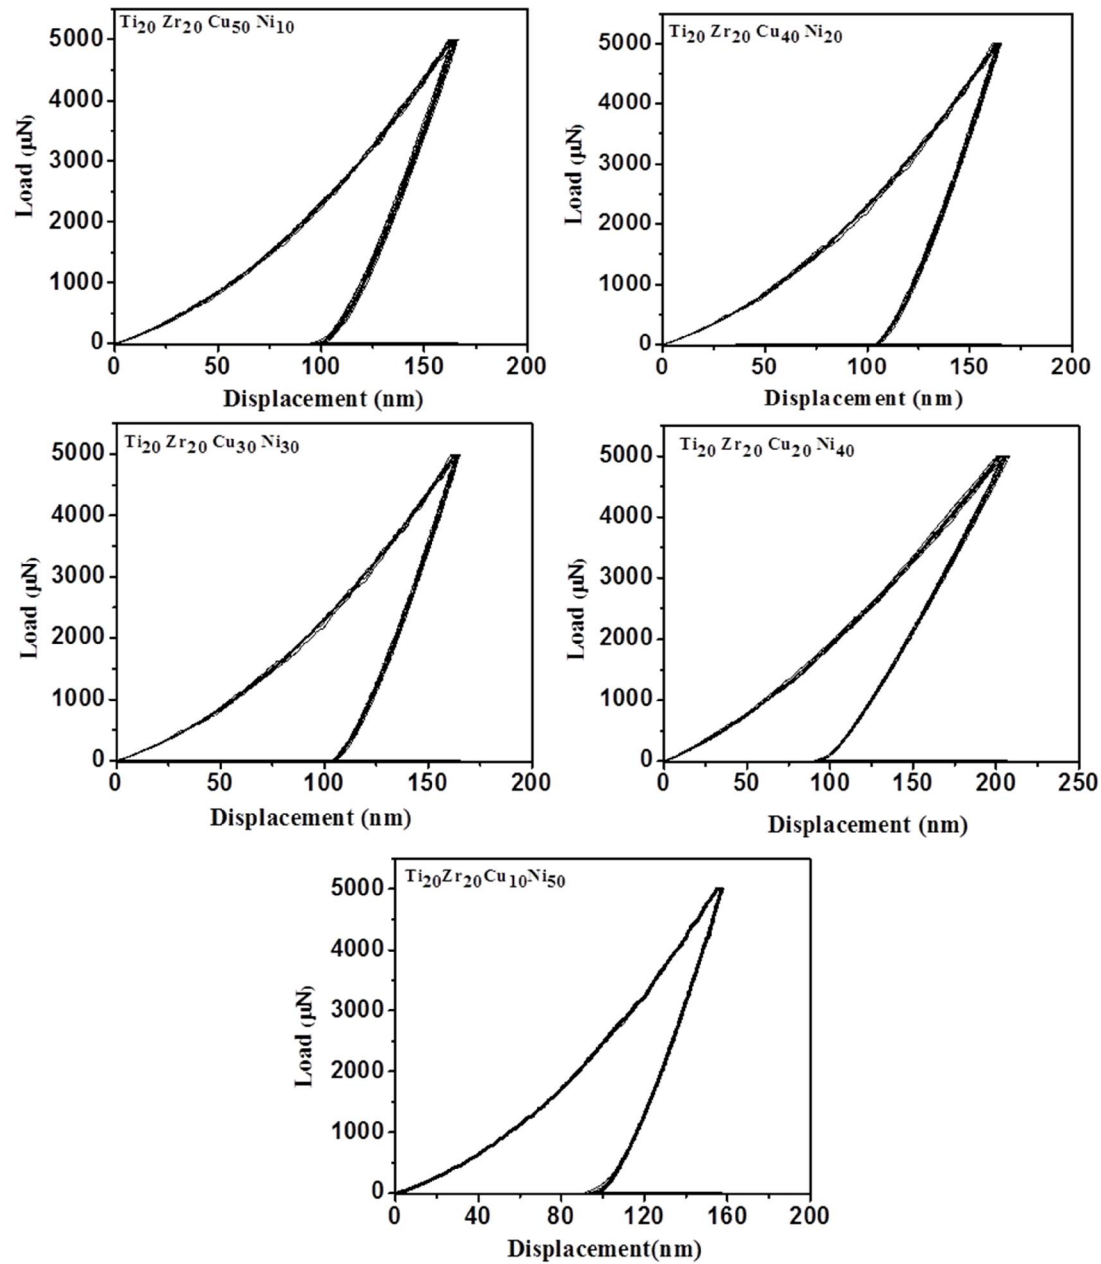 Ti20 Zr20 Cu50 Ni10
5000
4000
3000
2000
1000
0
Load (µN)
0 50 100 150 200
Displacement (nm)
Ti20 Zr20 Cu40 Ni20
5000
4000
3000
2000
1000
0
Load (µN)
0 50 100 150 200
Displacement (nm)
Ti20 Zr20 Cu30 Ni30
5000
4000
3000
2000
1000
0
Load (µN)
0 50 100 150 200
Displacement (nm)
Ti20 Zr20 Cu20 Ni40
5000
4000
3000
2000
1000
0
Load (µN)
0 50 100 150 200 250
Displacement (nm)
Ti20Zr20Cu10Ni50
5000
4000
3000
2000
1000
0
Load (µN)
0 40 80 120 160 200
Displacement(nm)